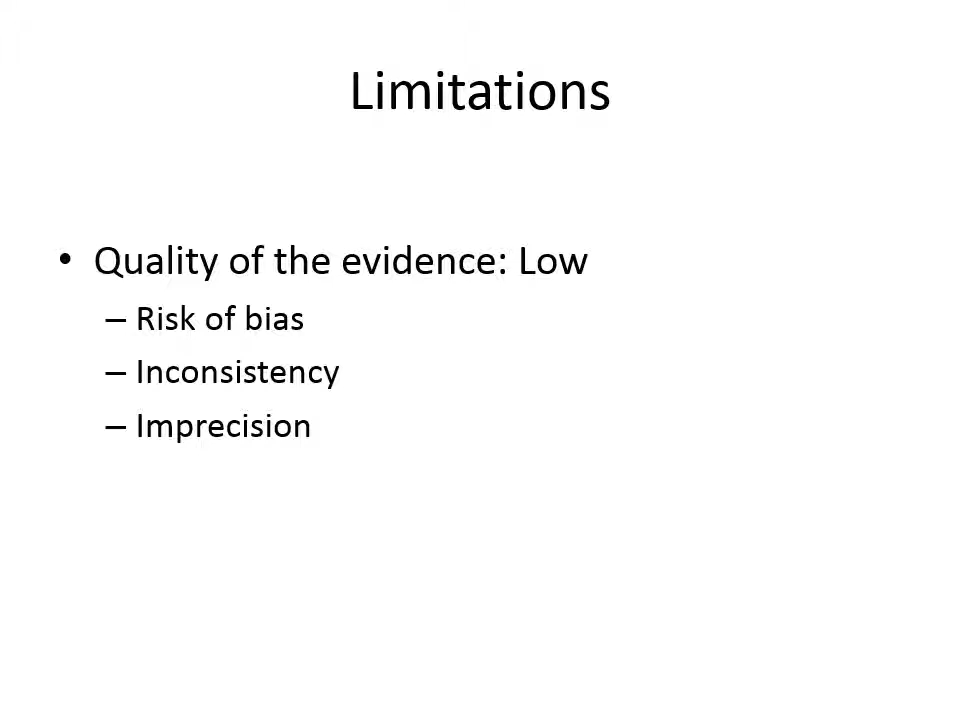 Limitations
• Quality of the evidence: Low
– Risk of bias
– Inconsistency
– Imprecision